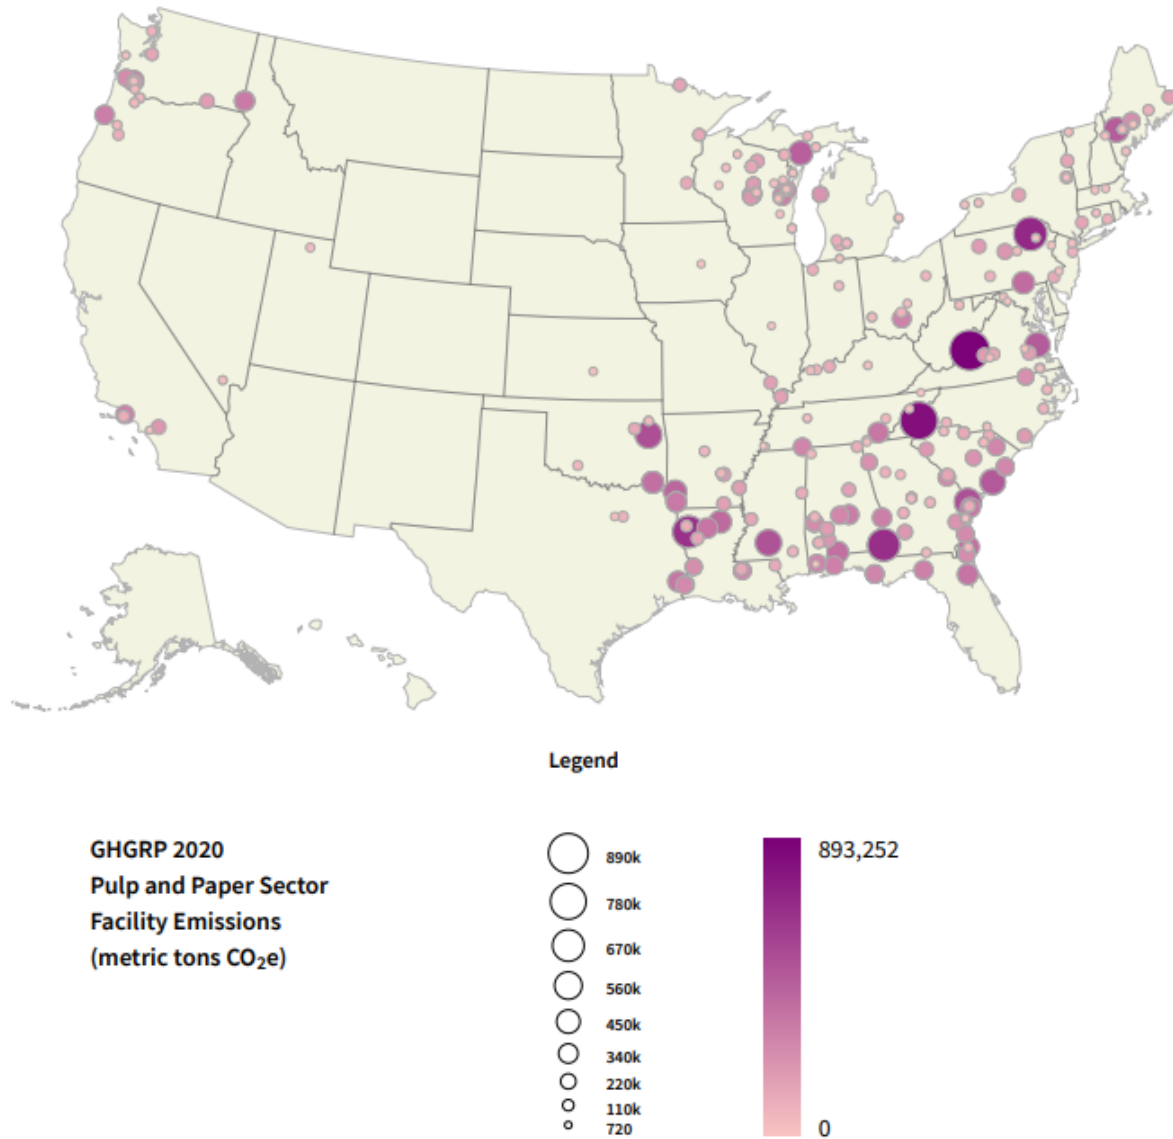 Legend
GHGRP 2020
Pulp and Paper Sector
Facility Emissions
(metric tons CO₂e)
890k
780k
670k
560k
450k
340k
220k
110k
720
893,252
0